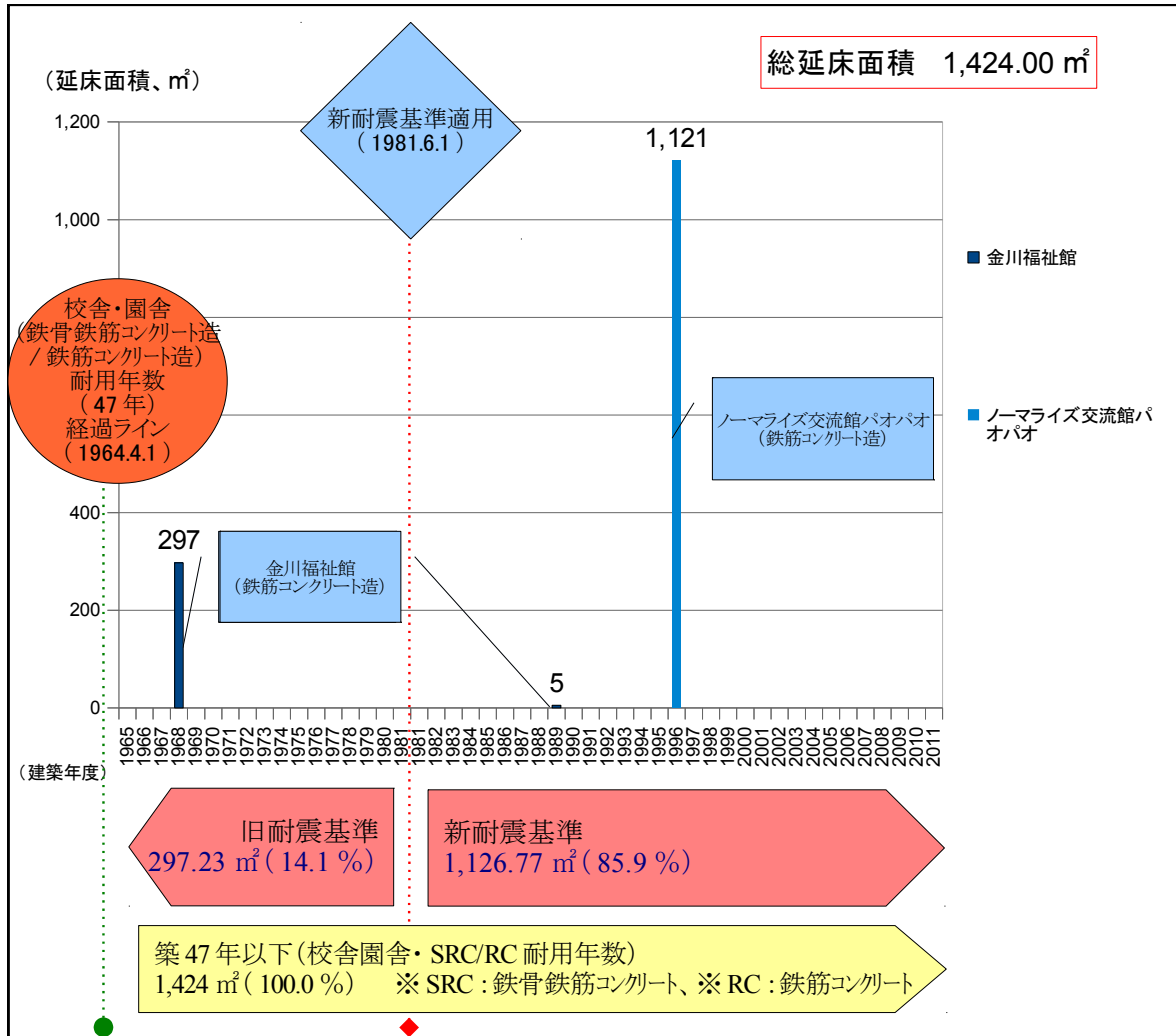 総延床面積 1,424.00 ㎡
(延床面積、㎡)
新耐震基準適用
( 1981.6.1 )
1,200
1,000
400
200
0
校舎・園舎
(鉄骨鉄筋コンクリート造
/ 鉄筋コンクリート造)
耐用年数
( 47 年)
経過ライン
( 1964.4.1 )
1,121
297
5
金川福祉館
(鉄筋コンクリート造)
ノーマライズ交流館パオパオ
(鉄筋コンクリート造)
金川福祉館
ノーマライズ交流館パ
オパオ
1965
1966
1967
1968
1969
1970
1971
1972
1973
1974
1975
1976
1977
1978
1979
1980
1981
1981
1982
1983
1984
1985
1986
1987
1988
1989
1990
1991
1992
1993
1994
1995
1996
1997
1998
1999
2000
2001
2002
2003
2004
2005
2006
2007
2008
2009
2010
2011
(建築年度)
旧耐震基準
297.23 ㎡( 14.1 %)
新耐震基準
1,126.77 ㎡( 85.9 %)
築 47 年以下(校舎園舎・ SRC/RC 耐用年数)
1,424 ㎡( 100.0 %) ※ SRC : 鉄骨鉄筋コンクリート、※ RC : 鉄筋コンクリート